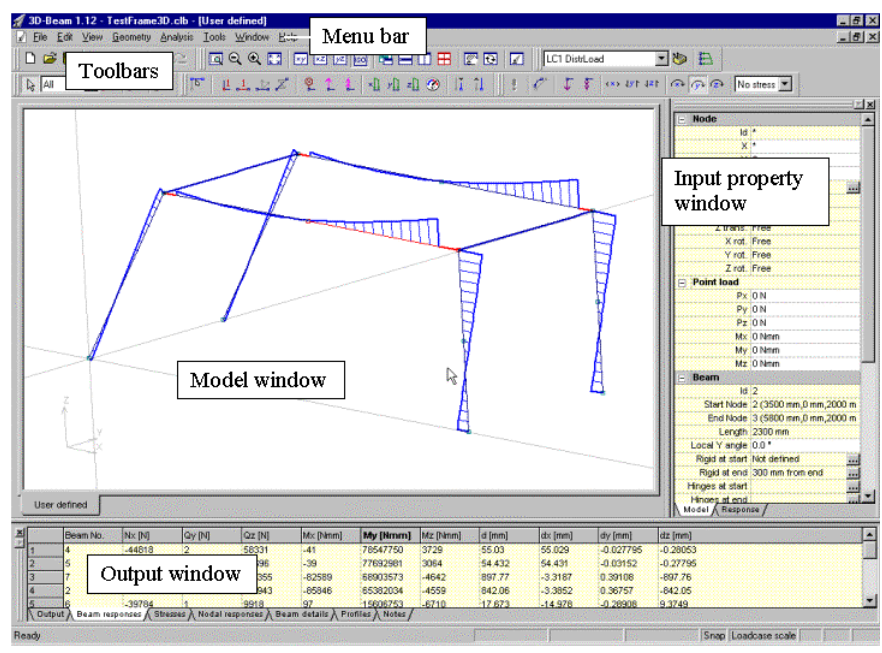 3D-Beam 1.12 - TestFrame3D.clb - [User defined]
File Edit View Geometry Analysis Tools Window Help
Menu bar
LC1 DistrLoad
Toolbars
All
No stress
Node
Id *
X *
Input property window
Z trans. Free
X rot. Free
Y rot. Free
Z rot. Free
Point load
Px 0 N
Py 0 N
Pz 0 N
Mx 0 Nmm
My 0 Nmm
Mz 0 Nmm
Beam
Id 2
Start Node 2 (3500 mm,0 mm,2000 m
End Node 3 (5800 mm,0 mm,2000 m
Length 2300 mm
Local Y angle 0.0 °
Rigid at start Not defined
Rigid at end 300 mm from end
Hinges at start
Hinges at end
Model Response
Model window
Z
Y
X
User defined
Beam No. Nx [N] Qy [N] Qz [N] Mx [Nmm] My [Nmm] Mz [Nmm] d [mm] dx [mm] dy [mm] dz [mm]
1 4 -44818 2 58331 -41 78547750 3729 55.03 55.029 -0.027795 -0.28053
2 5 -39 77692981 3064 54.432 54.431 -0.03152 -0.27795
3 7 355 -82589 68903573 -4642 897.77 -3.3187 0.39108 -897.76
4 2 943 -85846 65382034 -4559 842.06 -3.3852 0.36757 -842.05
5 6 -39784 1 9918 97 15606753 -6710 17.673 -14.978 -0.28908 9.3749
Output window
Output Beam responses Stresses Nodal responses Beam details Profiles Notes
Ready
Snap Loadcase scale